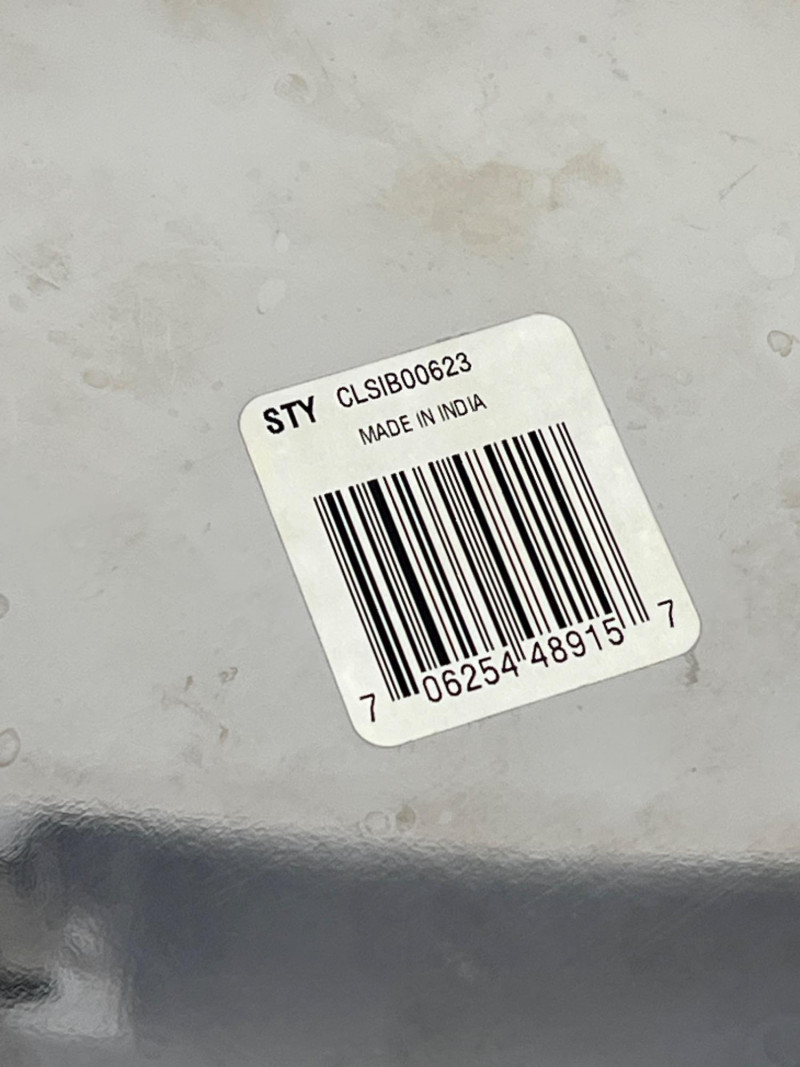 STY CLSIB00623
MADE IN INDIA
7 06254 48915 7